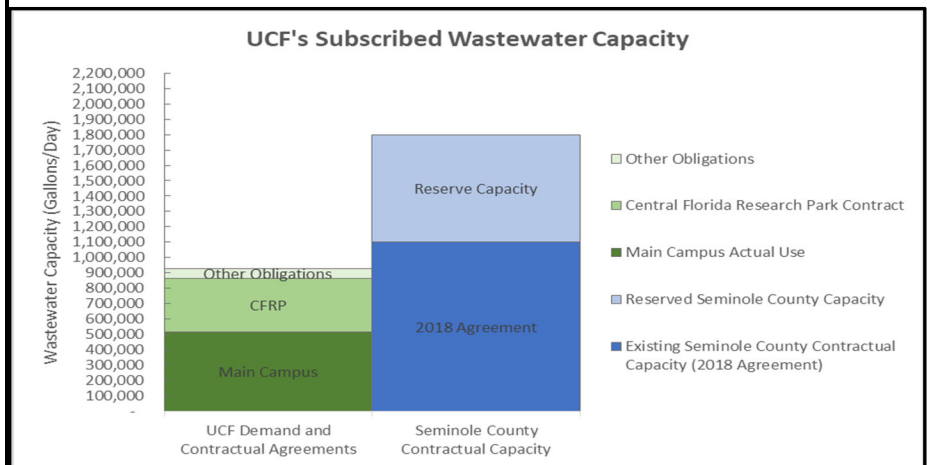 UCF's Subscribed Wastewater Capacity
Wastewater Capacity (Gallons/Day)
2,200,000
2,100,000
2,000,000
1,900,000
1,800,000
1,700,000
1,600,000
1,500,000
1,400,000
1,300,000
1,200,000
1,100,000
1,000,000
900,000
800,000
700,000
600,000
500,000
400,000
300,000
200,000
100,000
-
Other Obligations
CFRP
Main Campus
Reserve Capacity
2018 Agreement
UCF Demand and
Contractual Agreements
Seminole County
Contractual Capacity
Other Obligations
Central Florida Research Park Contract
Main Campus Actual Use
Reserved Seminole County Capacity
Existing Seminole County Contractual
Capacity (2018 Agreement)